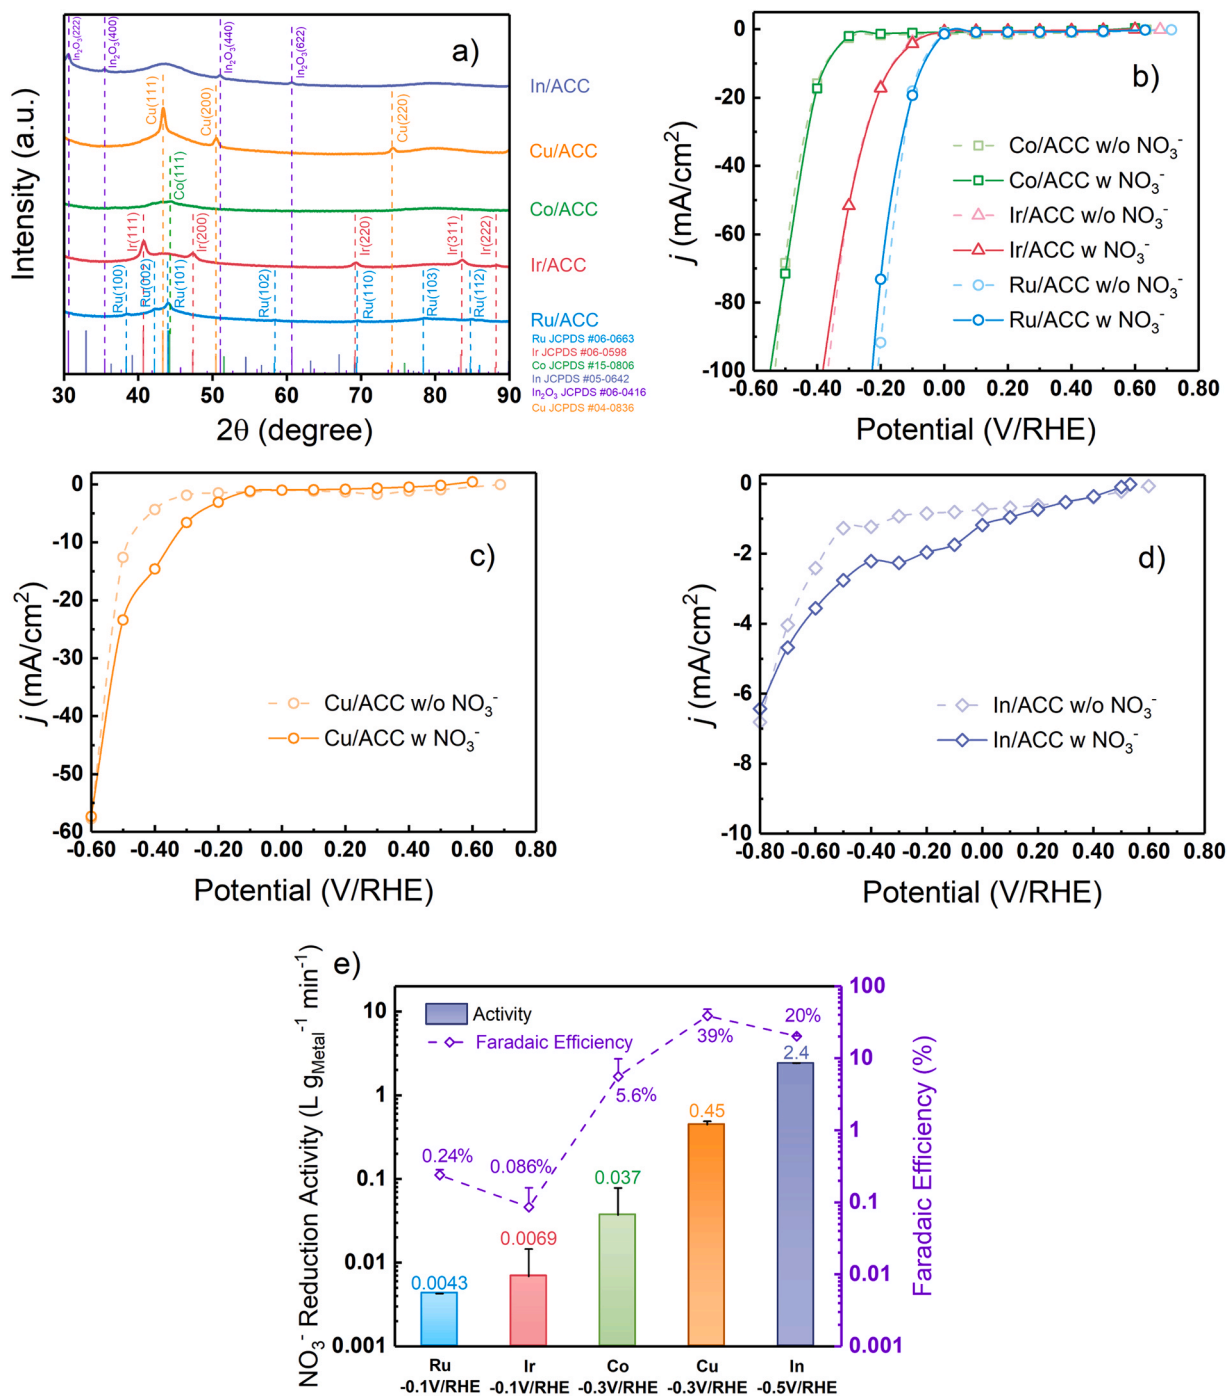 a)
Intensity (a.u.)
In₂O₃(222)
In₂O₃(400)
In₂O₃(440)
In₂O₃(622)
In/ACC
Cu(111)
Cu(200)
Cu(220)
Cu/ACC
Co(111)
Co/ACC
Ir(111)
Ir(200)
Ir(220)
Ir(311)
Ir(222)
Ir/ACC
Ru(100)
Ru(002)
Ru(101)
Ru(102)
Ru(110)
Ru(103)
Ru(112)
Ru/ACC
Ru JCPDS #06-0663
Ir JCPDS #06-0598
Co JCPDS #15-0806
In JCPDS #05-0642
In₂O₃ JCPDS #06-0416
Cu JCPDS #04-0836
30 40 50 60 70 80 90
2θ (degree)
b)
j (mA/cm²)
0
-20
-40
-60
-80
-100
Co/ACC w/o NO₃⁻
Co/ACC w NO₃⁻
Ir/ACC w/o NO₃⁻
Ir/ACC w NO₃⁻
Ru/ACC w/o NO₃⁻
Ru/ACC w NO₃⁻
-0.60 -0.40 -0.20 0.00 0.20 0.40 0.60 0.80
Potential (V/RHE)
c)
j (mA/cm²)
0
-10
-20
-30
-40
-50
-60
Cu/ACC w/o NO₃⁻
Cu/ACC w NO₃⁻
-0.60 -0.40 -0.20 0.00 0.20 0.40 0.60 0.80
Potential (V/RHE)
d)
j (mA/cm²)
0
-2
-4
-6
-8
-10
In/ACC w/o NO₃⁻
In/ACC w NO₃⁻
-0.80 -0.60 -0.40 -0.20 0.00 0.20 0.40 0.60 0.80
Potential (V/RHE)
e)
NO₃⁻ Reduction Activity (L g_Metal⁻¹ min⁻¹)
10
1
0.1
0.01
0.001
Activity
Faradaic Efficiency
0.24%
0.086%
5.6%
39%
20%
0.0043
0.0069
0.037
0.45
2.4
100
10
1
0.1
0.01
0.001
Faradaic Efficiency (%)
Ru Ir Co Cu In
-0.1V/RHE -0.1V/RHE -0.3V/RHE -0.3V/RHE -0.5V/RHE